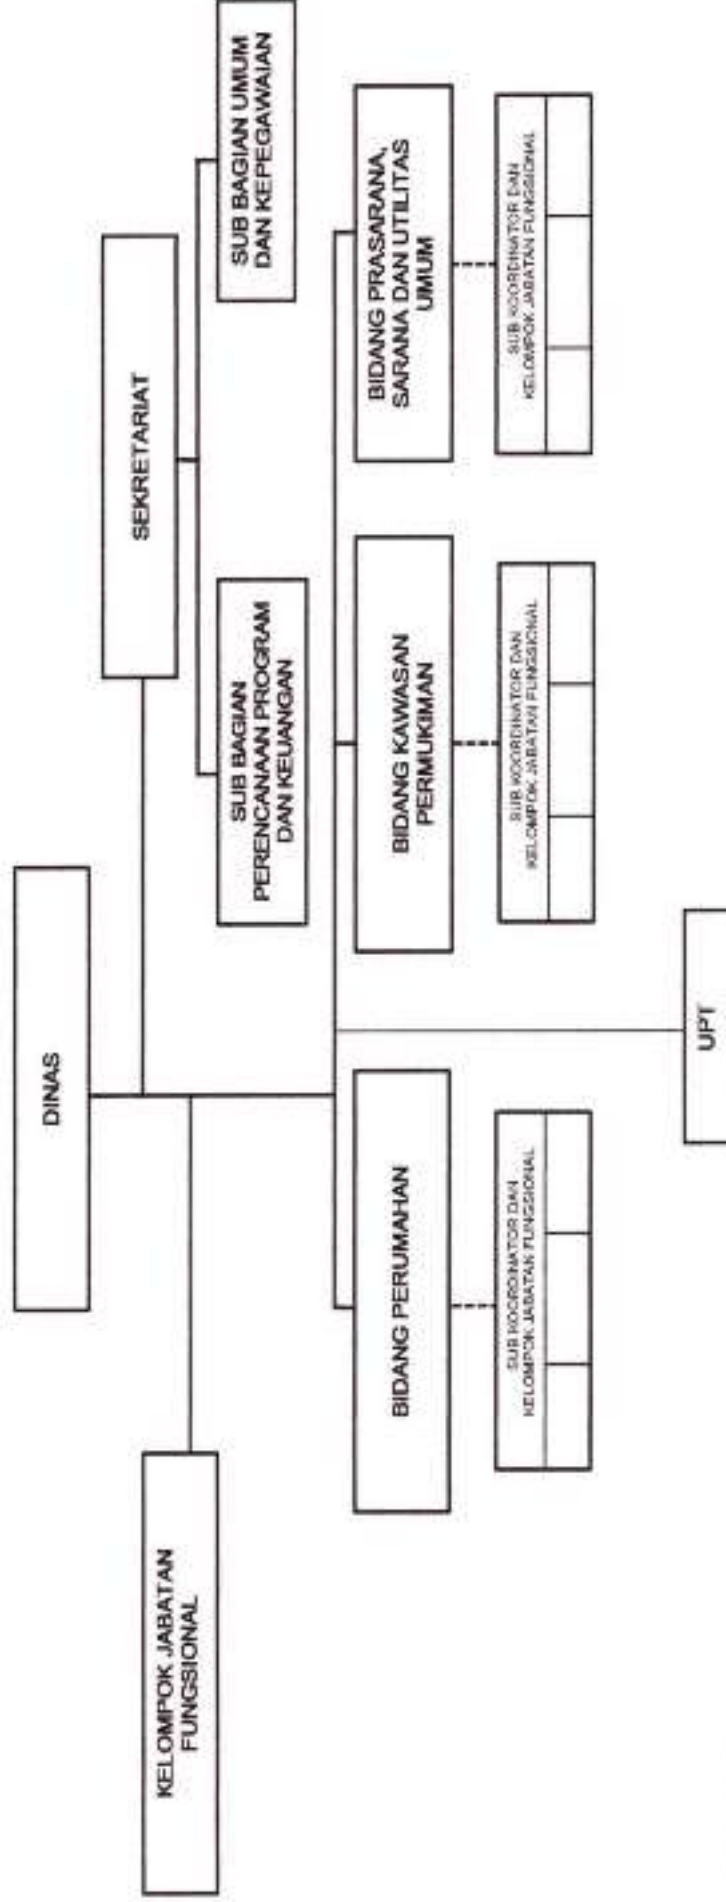 DINAS
SEKRETARIAT
KELOMPOK JABATAN
FUNGSIONAL
SUB BAGIAN
PERENCANAAN PROGRAM
DAN KEUANGAN
SUB BAGIAN UMUM
DAN KEPEGAWAIAN
BIDANG PERUMAHAN
BIDANG KAWASAN
PERMUKIMAN
BIDANG PRASARANA,
SARANA DAN UTILITAS
UMUM
SUB KOORDINATOR DAN
KELOMPOK JABATAN FUNGSIONAL
SUB KOORDINATOR DAN
KELOMPOK JABATAN FUNGSIONAL
SUB KOORDINATOR DAN
KELOMPOK JABATAN FUNGSIONAL
UPT